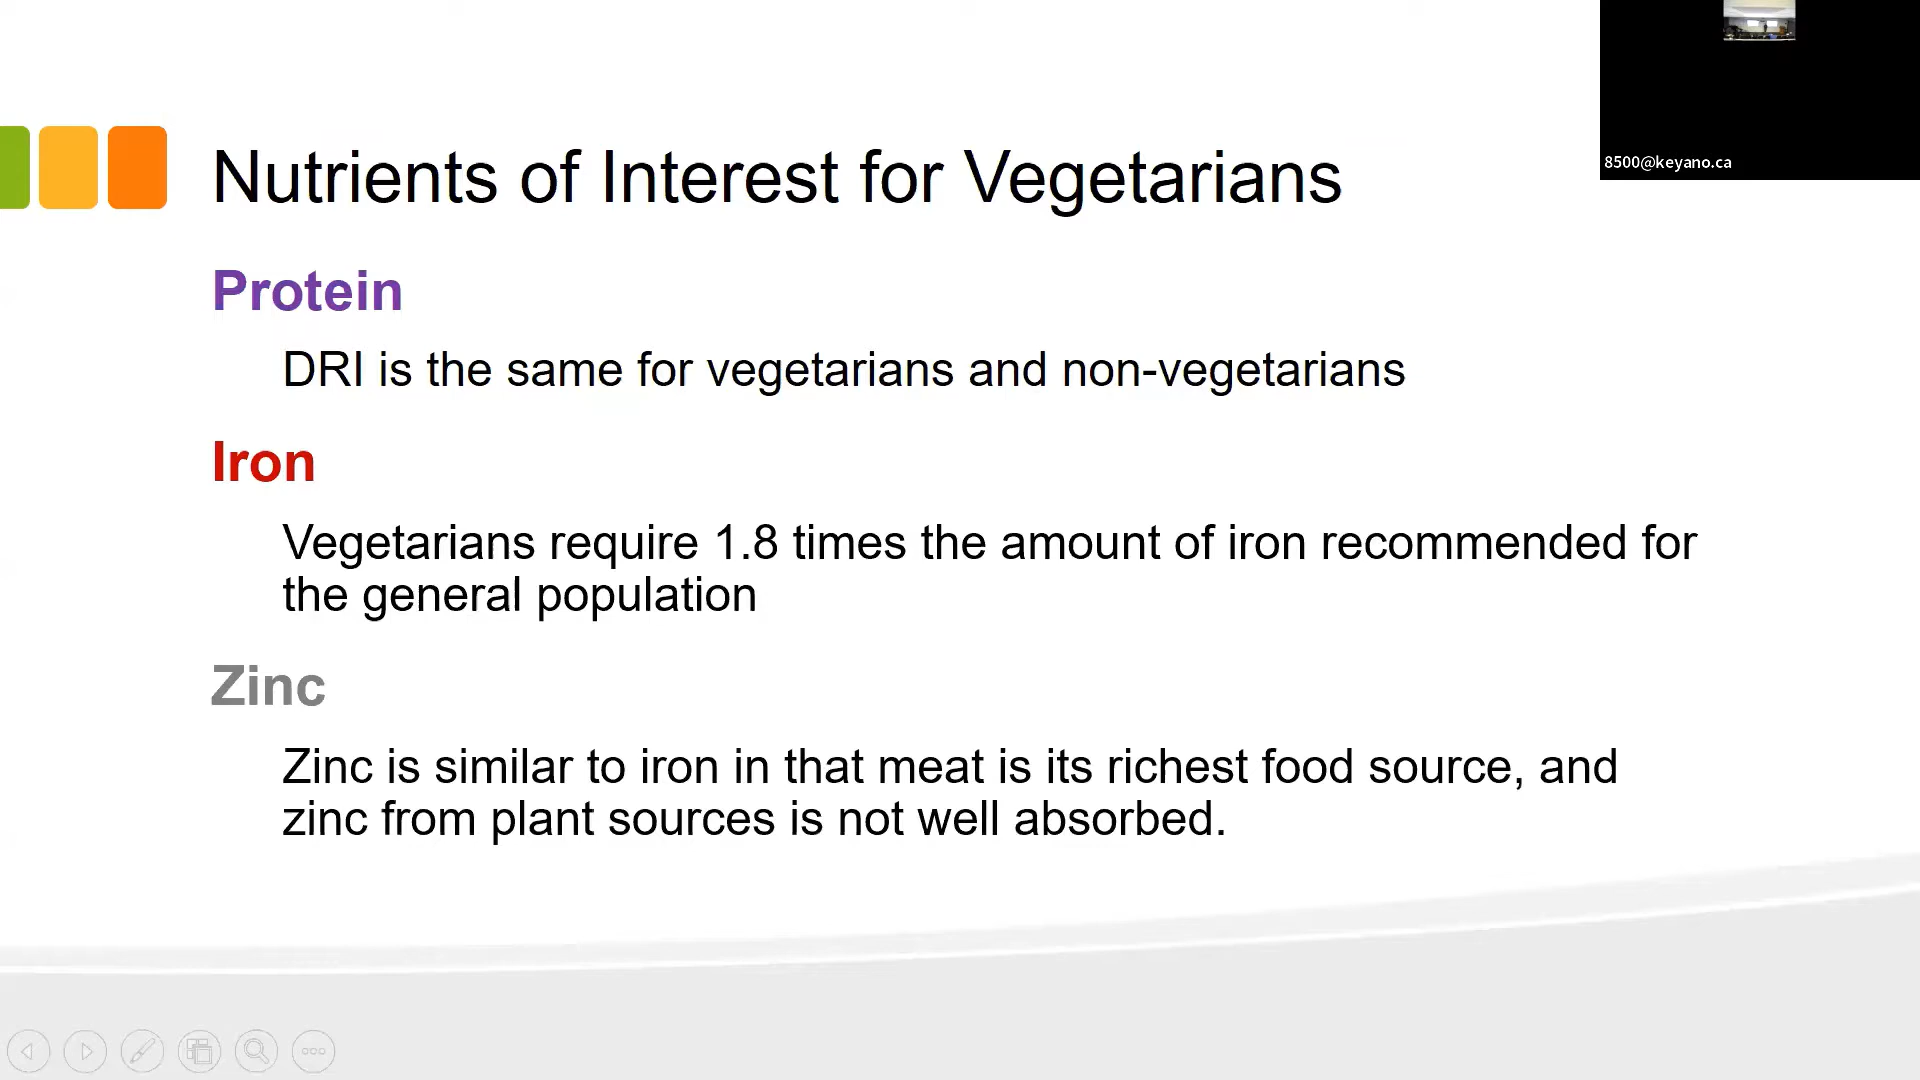 8500@keyano.ca
Nutrients of Interest for Vegetarians
Protein
DRI is the same for vegetarians and non-vegetarians
Iron
Vegetarians require 1.8 times the amount of iron recommended for
the general population
Zinc
Zinc is similar to iron in that meat is its richest food source, and
zinc from plant sources is not well absorbed.